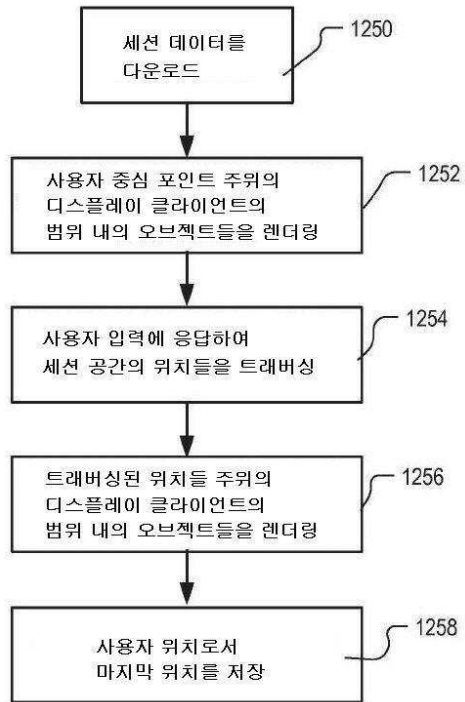 세션 데이터를
다운로드
1250
사용자 중심 포인트 주위의
디스플레이 클라이언트의
범위 내의 오브젝트들을 렌더링
1252
사용자 입력에 응답하여
세션 공간의 위치들을 트래버싱
1254
트래버싱된 위치들 주위의
디스플레이 클라이언트의
범위 내의 오브젝트들을 렌더링
1256
사용자 위치로서
마지막 위치를 저장
1258